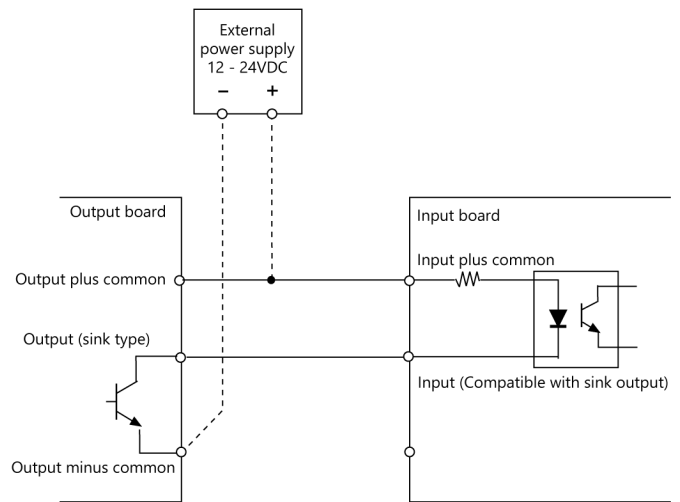 External
power supply
12 - 24VDC
− +
Output board
Input board
Output plus common
Input plus common
Output (sink type)
Input (Compatible with sink output)
Output minus common